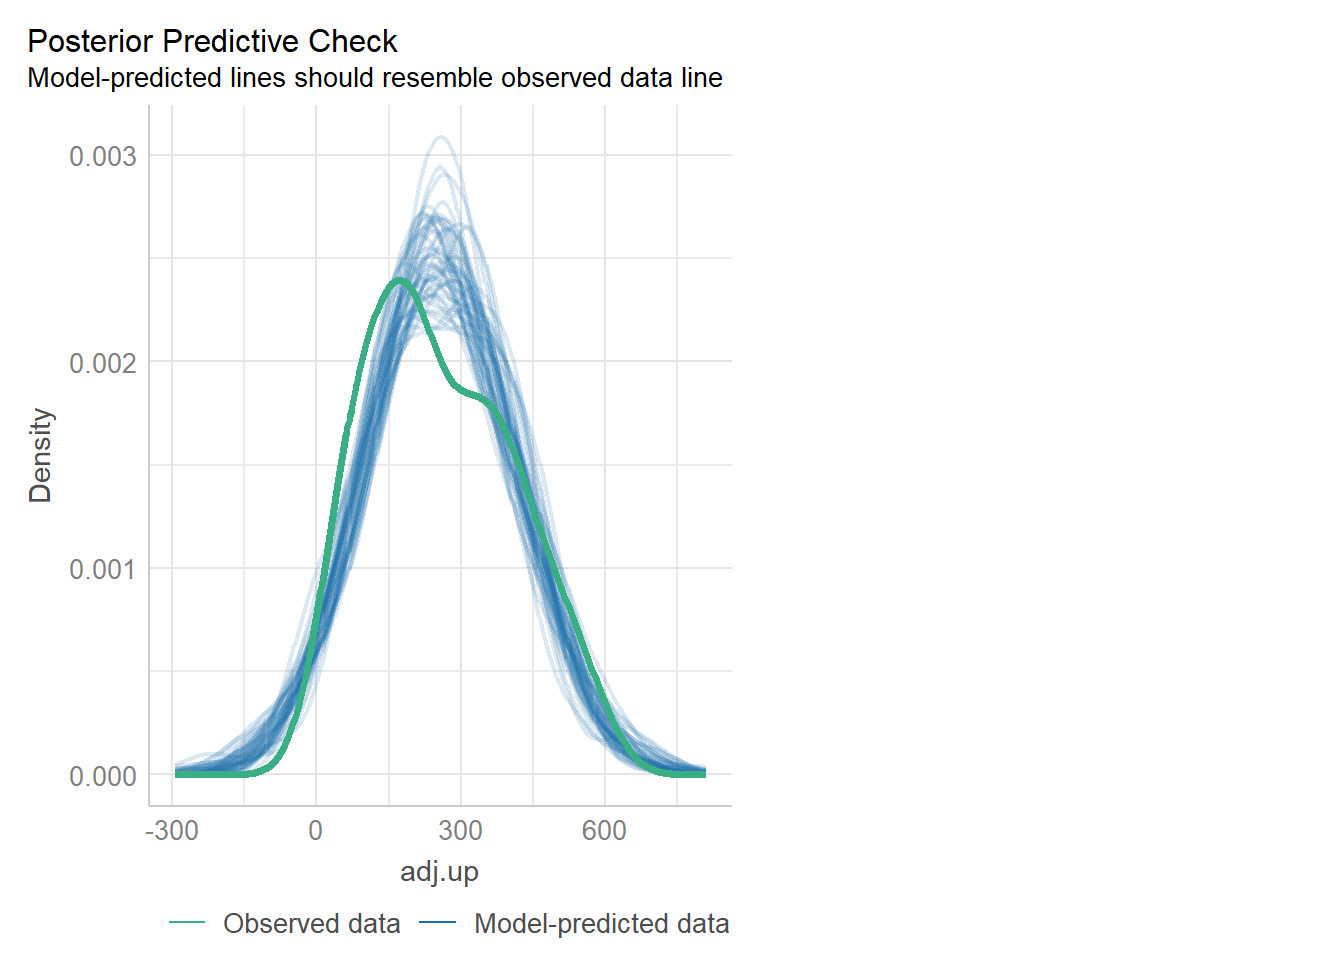 Posterior Predictive Check
Model-predicted lines should resemble observed data line
0.003
0.002
0.001
0.000
Density
-300 0 300 600
adj.up
Observed data Model-predicted data